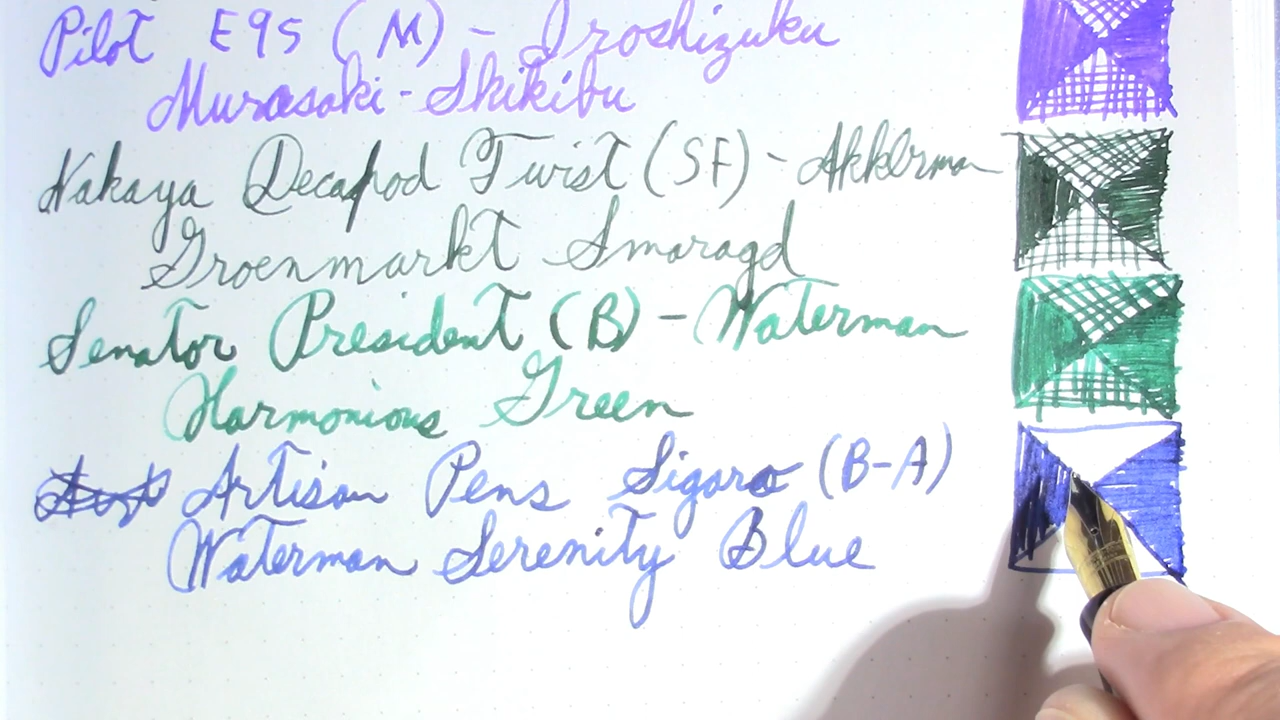 Pilot E95 (M) - Iroshizuku
Murasaki-Shikibu
Nakaya Decapod Twist (SF) - Akkerman
Groenmarkt Smaragd
Senator President (B) - Waterman
Harmonious Green
Artisan Pens Sigaro (B-A)
Waterman Serenity Blue